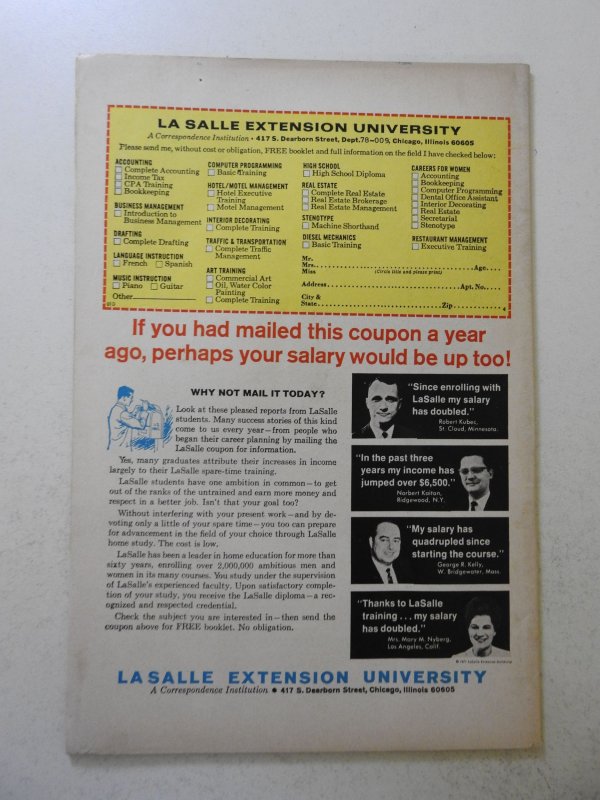 LA SALLE EXTENSION UNIVERSITY
A Correspondence Institution • 417 S. Dearborn Street, Dept. 78-009, Chicago, Illinois 60605
Please send me, without cost or obligation, FREE booklet and full information on the field I have checked below:
ACCOUNTING
Complete Accounting
Income Tax
CPA Training
Bookkeeping
BUSINESS MANAGEMENT
Introduction to
Business Management
DRAFTING
Complete Drafting
LANGUAGE INSTRUCTION
French Spanish
MUSIC INSTRUCTION
Piano Guitar
Other
COMPUTER PROGRAMMING
Basic Training
HOTEL/MOTEL MANAGEMENT
Hotel Executive
Training
Motel Management
INTERIOR DECORATING
Complete Training
TRAFFIC & TRANSPORTATION
Complete Traffic
Management
ART TRAINING
Commercial Art
Oil, Water Color
Painting
Complete Training
HIGH SCHOOL
High School Diploma
REAL ESTATE
Complete Real Estate
Real Estate Brokerage
Real Estate Management
STENOTYPE
Machine Shorthand
DIESEL MECHANICS
Basic Training
CAREERS FOR WOMEN
Accounting
Bookkeeping
Computer Programming
Dental Office Assistant
Interior Decorating
Real Estate
Secretarial
Stenotype
RESTAURANT MANAGEMENT
Executive Training
Mr.
Mrs. Age
Miss (Circle title and please print)
Address Apt. No.
City &
State Zip
If you had mailed this coupon a year
ago, perhaps your salary would be up too!
WHY NOT MAIL IT TODAY?
Look at these pleased reports from LaSalle
students. Many success stories of this kind
come to us every year—from people who
began their career planning by mailing the
LaSalle coupon for information.
Yes, many graduates attribute their increases in income
largely to their LaSalle spare-time training.
LaSalle students have one ambition in common—to get
out of the ranks of the untrained and earn more money and
respect in a better job. Isn't that your goal too?
Without interfering with your present work—and by de-
voting only a little of your spare time—you too can prepare
for advancement in the field of your choice through LaSalle
home study. The cost is low.
LaSalle has been a leader in home education for more than
sixty years, enrolling over 2,000,000 ambitious men and
women in its many courses. You study under the supervision
of LaSalle's experienced faculty. Upon satisfactory comple-
tion of your study, you receive the LaSalle diploma—a rec-
ognized and respected credential.
Check the subject you are interested in—then send the
coupon above for FREE booklet. No obligation.
"Since enrolling with
LaSalle my salary
has doubled."
Robert Kubec,
St. Cloud, Minnesota.
"In the past three
years my income has
jumped over $6,500."
Norbert Kaitan,
Ridgewood, N.Y.
"My salary has
quadrupled since
starting the course."
George R. Kelly,
W. Bridgewater, Mass.
"Thanks to LaSalle
training . . . my salary
has doubled."
Mrs. Mary M. Nyberg,
Los Angeles, Calif.
LA SALLE EXTENSION UNIVERSITY
A Correspondence Institution • 417 S. Dearborn Street, Chicago, Illinois 60605